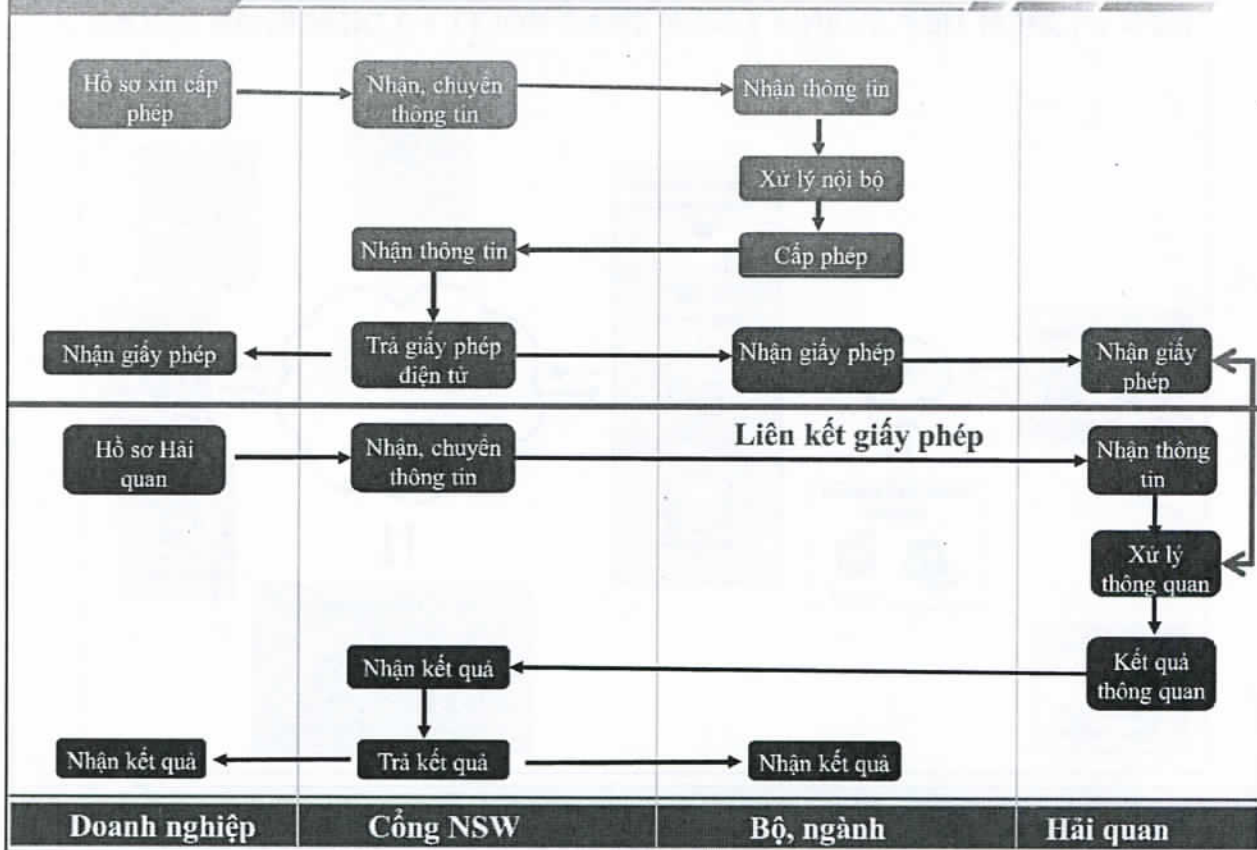 Hồ sơ xin cấp
phép
Nhận, chuyển
thông tin
Nhận thông tin
Xử lý nội bộ
Nhận thông tin
Cấp phép
Nhận giấy phép
Trả giấy phép
điện tử
Nhận giấy phép
Nhận giấy
phép
Liên kết giấy phép
Hồ sơ Hải
quan
Nhận, chuyển
thông tin
Nhận thông
tin
Xử lý
thông quan
Nhận kết quả
Kết quả
thông quan
Nhận kết quả
Trả kết quả
Nhận kết quả
Doanh nghiệp
Cổng NSW
Bộ, ngành
Hải quan